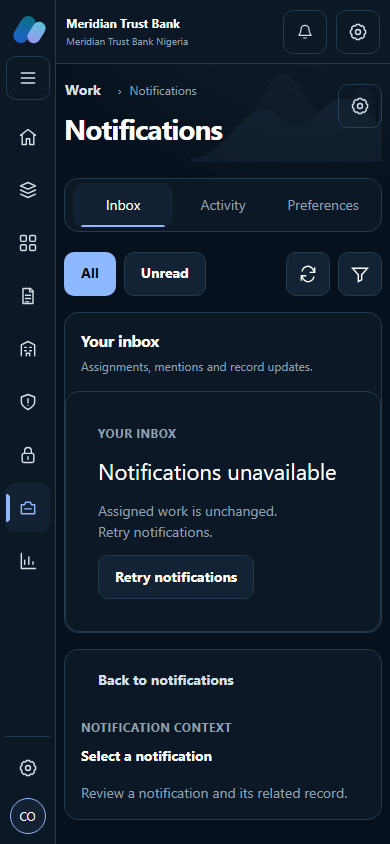 Meridian Trust Bank
Meridian Trust Bank Nigeria
Work › Notifications
Notifications
Inbox Activity Preferences
All Unread
Your inbox
Assignments, mentions and record updates.
YOUR INBOX
Notifications unavailable
Assigned work is unchanged.
Retry notifications.
Retry notifications
Back to notifications
NOTIFICATION CONTEXT
Select a notification
Review a notification and its related record.
CO